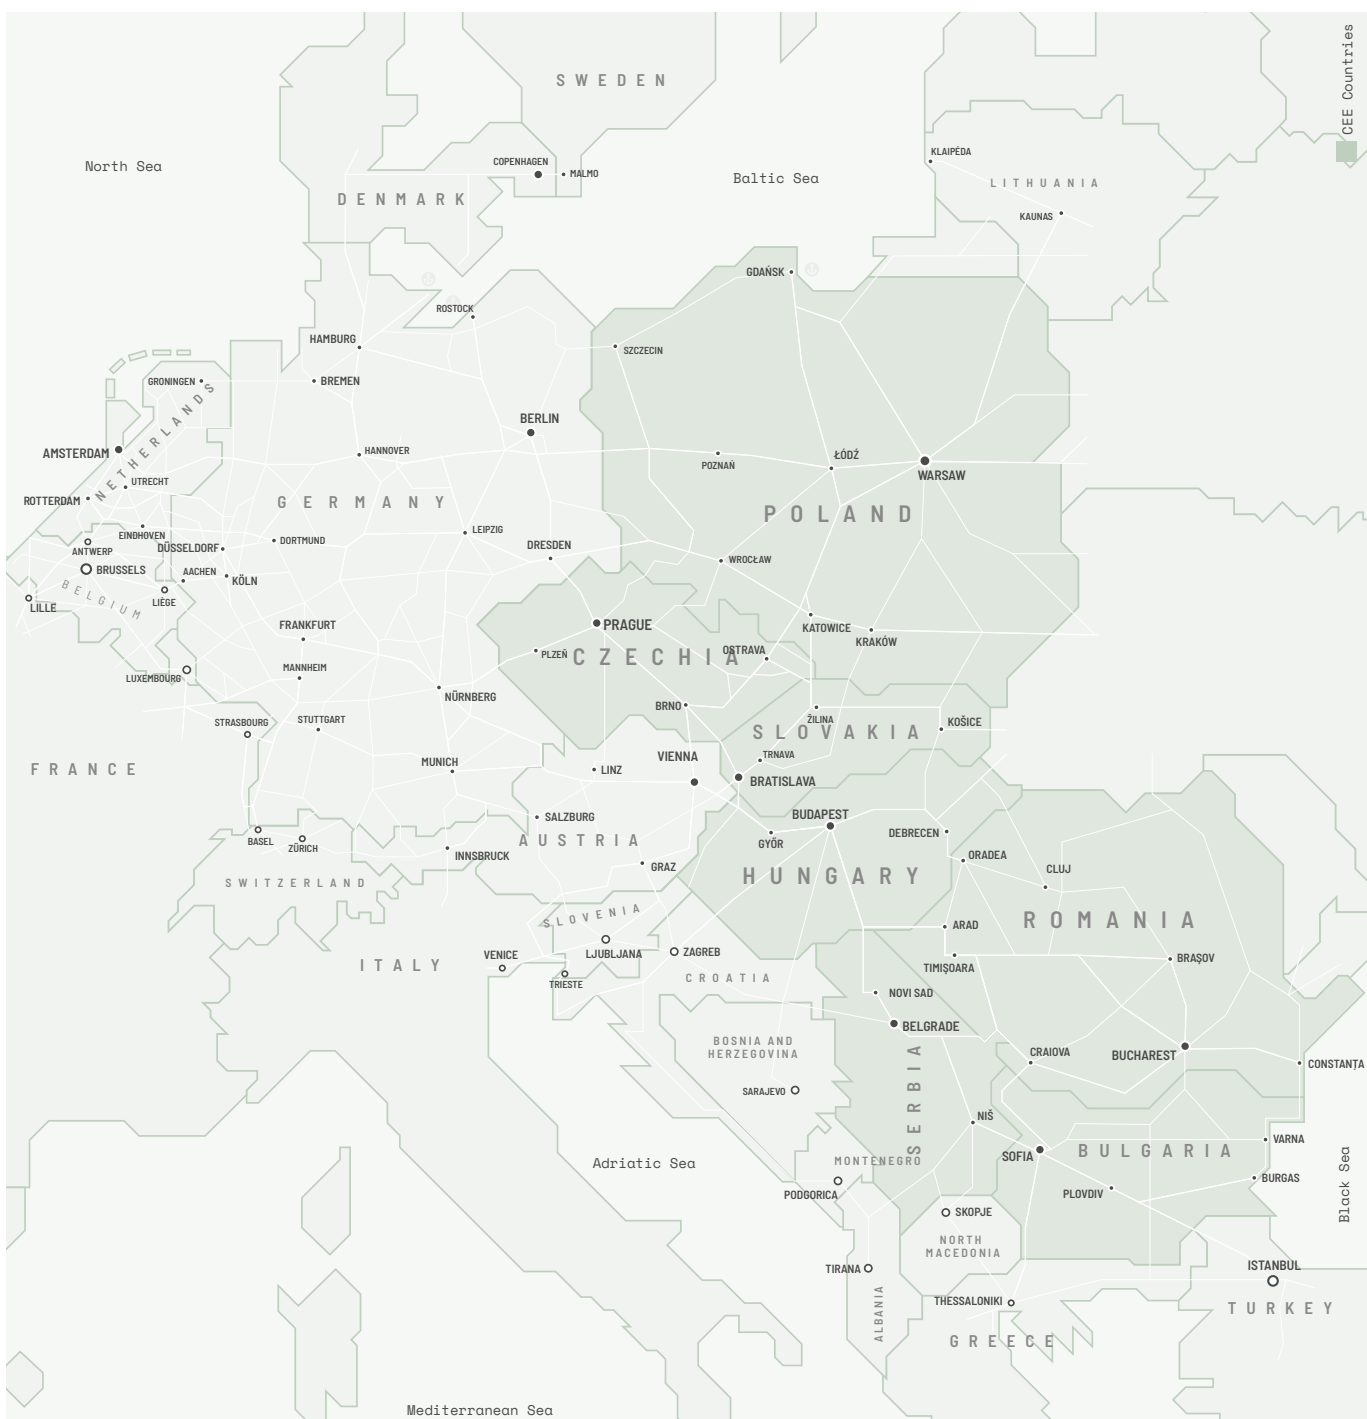 CEE Countries
SWEDEN
North Sea
COPENHAGEN
MALMO
Baltic Sea
KLAIPĖDA
LITHUANIA
DENMARK
KAUNAS
GDAŃSK
ROSTOCK
HAMBURG
SZCZECIN
GRONINGEN
BREMEN
NETHERLANDS
BERLIN
AMSTERDAM
HANNOVER
POZNAŃ
ŁÓDŹ
WARSAW
UTRECHT
ROTTERDAM
GERMANY
POLAND
EINDHOVEN
LEIPZIG
ANTWERP
DÜSSELDORF
DORTMUND
DRESDEN
WROCŁAW
BRUSSELS
AACHEN
KÖLN
BELGIUM
LIÈGE
LILLE
FRANKFURT
PRAGUE
KATOWICE
KRAKÓW
PLZEŇ
CZECHIA
OSTRAVA
MANNHEIM
LUXEMBOURG
NÜRNBERG
BRNO
STRASBOURG
STUTTGART
ŽILINA
KOŠICE
SLOVAKIA
FRANCE
MUNICH
LINZ
VIENNA
TRNAVA
BRATISLAVA
SALZBURG
BUDAPEST
BASEL
ZÜRICH
AUSTRIA
GYŐR
DEBRECEN
INNSBRUCK
GRAZ
ORADEA
CLUJ
SWITZERLAND
HUNGARY
SLOVENIA
ROMANIA
ARAD
VENICE
LJUBLJANA
ZAGREB
ITALY
TIMIŞOARA
BRAŞOV
TRIESTE
CROATIA
NOVI SAD
BELGRADE
BOSNIA AND
HERZEGOVINA
CRAIOVA
BUCHAREST
CONSTANȚA
SARAJEVO
SERBIA
NIŠ
VARNA
Adriatic Sea
MONTENEGRO
SOFIA
BULGARIA
PODGORICA
PLOVDIV
BURGAS
Black Sea
SKOPJE
NORTH
MACEDONIA
TIRANA
ISTANBUL
THESSALONIKI
TURKEY
ALBANIA
GREECE
Mediterranean Sea